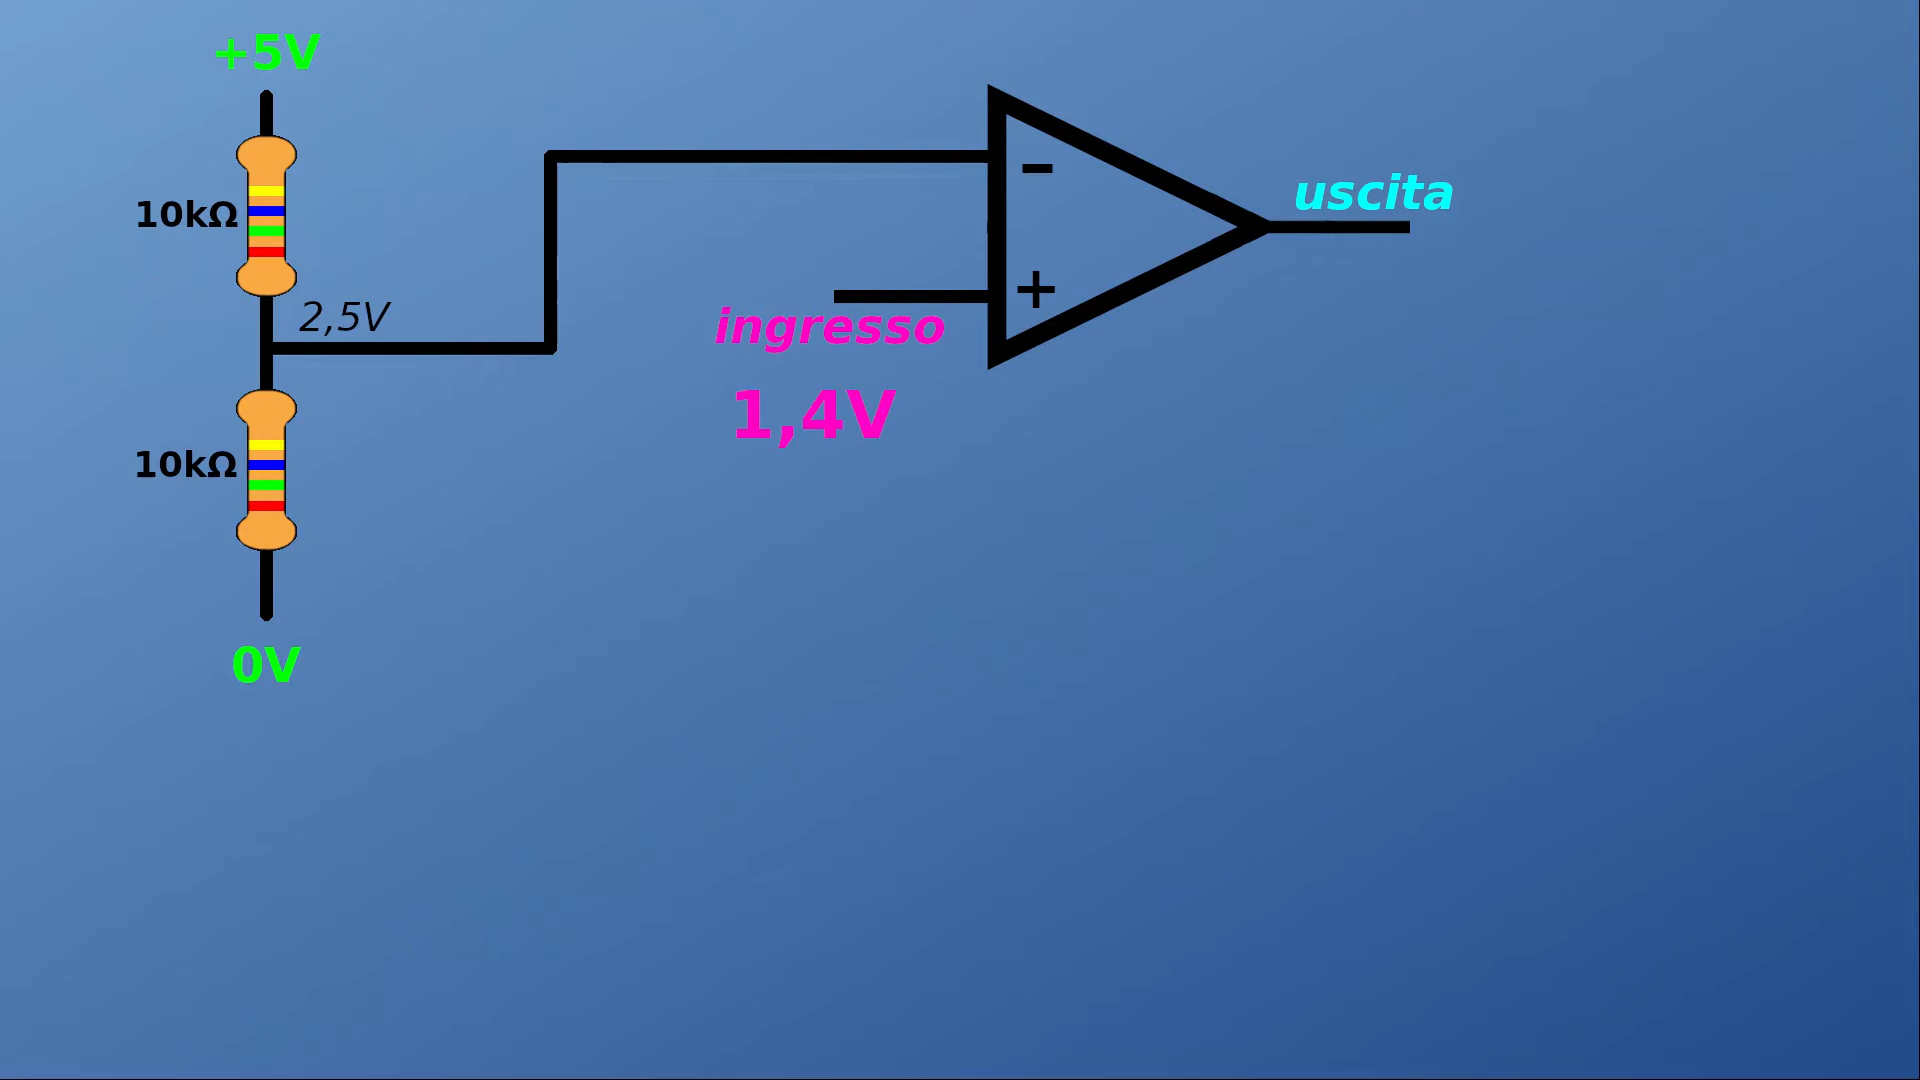 +5V
10kΩ
2,5V
10kΩ
0V
–
+
ingresso
1,4V
uscita